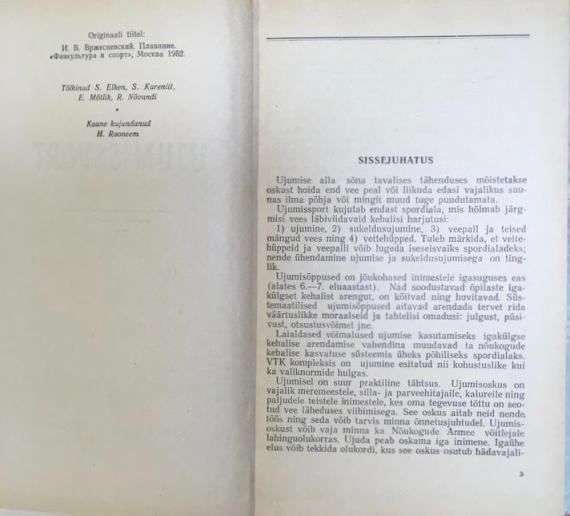 Originaali tiitel:
И. В. Вржесневский. Плавание.
«Физкультура и спорт», Москва 1952.
Tõlkinud S. Elken, S. Kureniit,
E. Mõtlik, R. Nõvandi
*
Kaane kujundanud
H. Rooneem
SISSEJUHATUS
Ujumise alla sõna tavalises tähenduses mõistetakse
oskust hoida end vee peal või liikuda edasi vajalikus suu-
nas ilma põhja või mingit muud tuge puudutamata.
Ujumissport kujutab endast spordiala, mis hõlmab järg-
misi vees läbiviidavaid kehalisi harjutusi:
1) ujumine, 2) sukeldusujumine, 3) veepall ja teised
mängud vees ning 4) vettehüpped. Tuleb märkida, et vette-
hüppeid ja veepalli võib lugeda iseseisvaiks spordialadeks;
nende ühendamine ujumise ja sukeldusujumisega on ting-
lik.
Ujumisõppused on jõukohased inimestele igasuguses eas
(alates 6.—7. eluaastast). Nad soodustavad õpilaste iga-
külgset kehalist arengut, on köitvad ning huvitavad. Süs-
temaatilised ujumisõppused aitavad arendada tervet rida
väärtuslikke moraalseid ja tahtelisi omadusi: julgust, püsi-
vust, otsustusvõimet jne.
Laialdased võimalused ujumise kasutamiseks igakülgse
kehalise arendamise vahendina muudavad ta nõukogude
kehalise kasvatuse süsteemis üheks põhiliseks spordialaks.
VTK kompleksis on ujumine esitatud nii kohustuslike kui
ka valiknormide hulgas.
Ujumisel on suur praktiline tähtsus. Ujumisoskus on
vajalik meremeestele, silla- ja parveehitajaile, kalureile ning
paljudele teistele inimestele, kes oma tegevuse tõttu on seo-
tud vee läheduses viibimisega. See oskus aitab neid nende
töös ning seda võib tarvis minna õnnetusjuhtudel. Ujumis-
oskust võib vaja minna ka Nõukogude Armee võitlejale
lahinguolukorras. Ujuda peab oskama iga inimene. Igaühe
elus võib tekkida olukordi, kus see oskus osutub hädavajali-
3